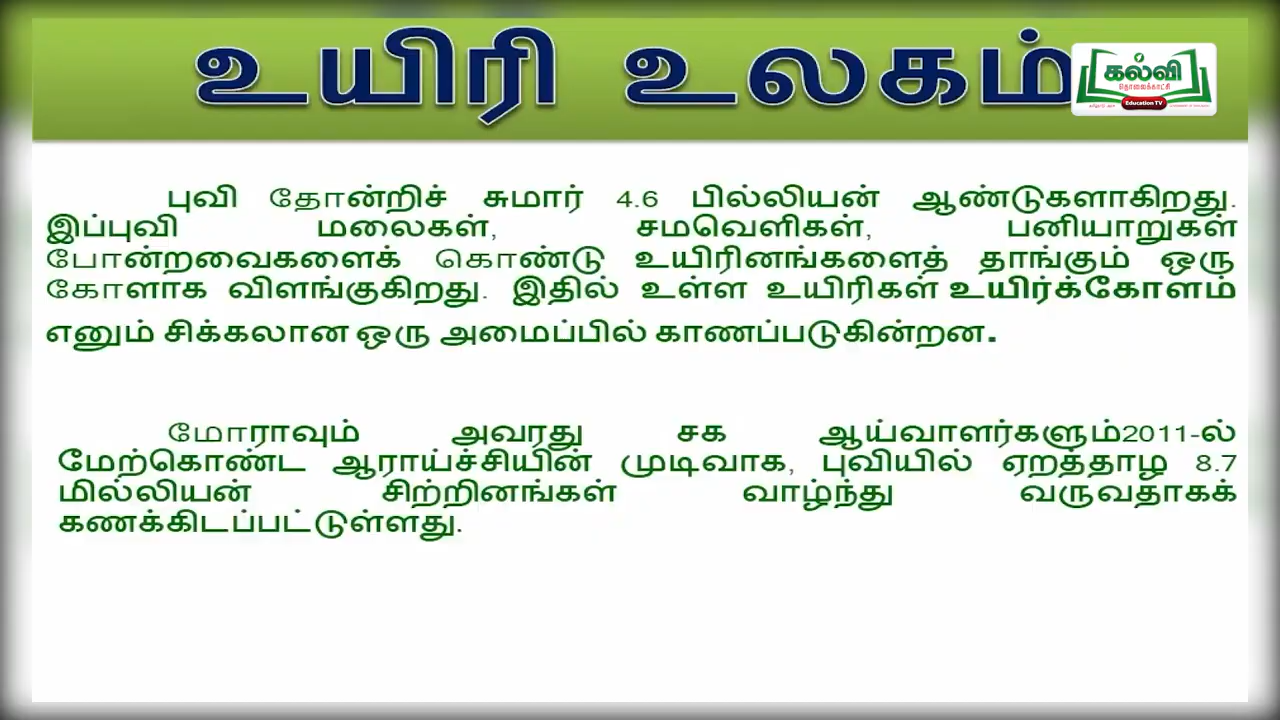 உயிரி உலகம்
கல்வி
தொலைக்காட்சி
Education TV
புவி தோன்றிச் சுமார் 4.6 பில்லியன் ஆண்டுகளாகிறது.
இப்புவி மலைகள், சமவெளிகள், பனியாறுகள்
போன்றவைகளைக் கொண்டு உயிரினங்களைத் தாங்கும் ஒரு
கோளாக விளங்குகிறது. இதில் உள்ள உயிரிகள் உயிர்க்கோளம்
எனும் சிக்கலான ஒரு அமைப்பில் காணப்படுகின்றன.
மோராவும் அவரது சக ஆய்வாளர்களும்2011-ல்
மேற்கொண்ட ஆராய்ச்சியின் முடிவாக, புவியில் ஏறத்தாழ 8.7
மில்லியன் சிற்றினங்கள் வாழ்ந்து வருவதாகக்
கணக்கிடப்பட்டுள்ளது.